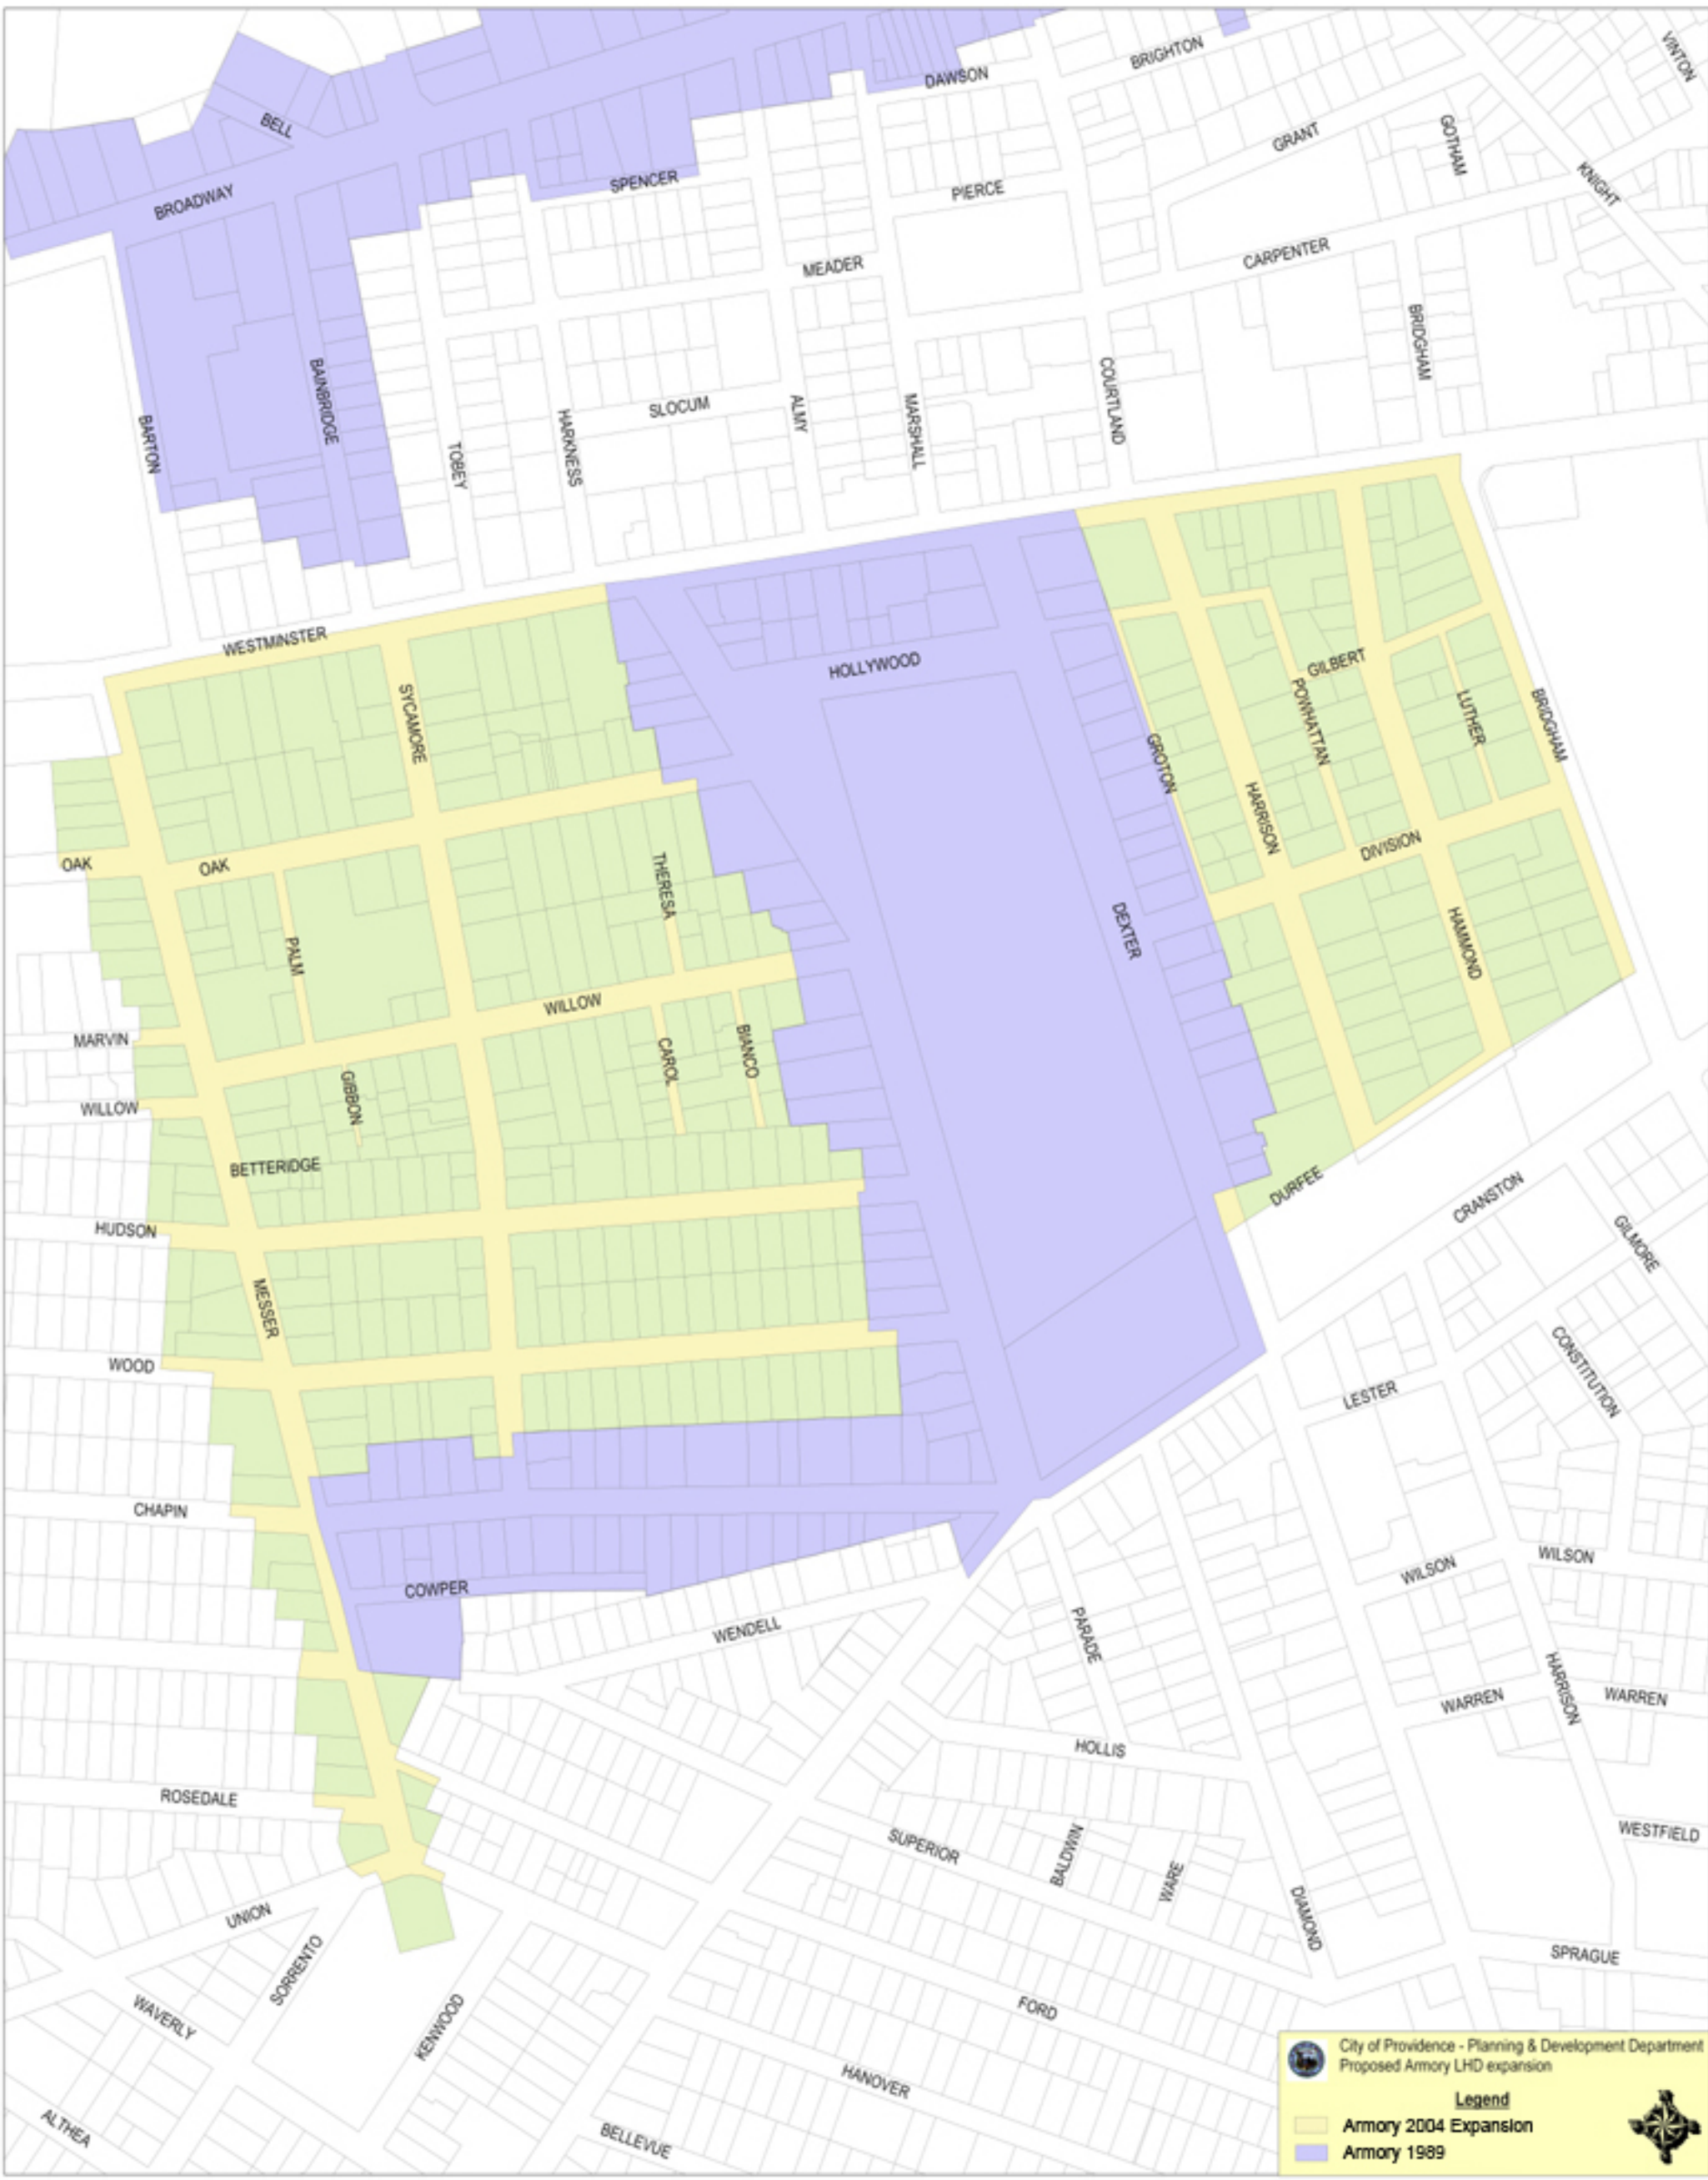 VINTON
BRIGHTON
DAWSON
BELL
GRANT
GOTHAM
KNIGHT
SPENCER
PIERCE
BROADWAY
CARPENTER
MEADER
BRIDGHAM
BAINBRIDGE
SLOCUM
COURTLAND
ALMY
MARSHALL
BARTON
HARKNESS
TOBEY
WESTMINSTER
HOLLYWOOD
GILBERT
SYCAMORE
POWHATTAN
LUTHER
BRIDGHAM
GROTON
HARRISON
DIVISION
OAK
OAK
THERESA
DEXTER
HAMMOND
PALM
WILLOW
MARVIN
CAROL
BIANCO
GIBBON
WILLOW
BETTERIDGE
DURFEE
CRANSTON
HUDSON
GILMORE
MESSER
WOOD
CONSTITUTION
LESTER
CHAPIN
WILSON
WILSON
COWPER
PARADE
WENDELL
HARRISON
WARREN
WARREN
HOLLIS
ROSEDALE
WESTFIELD
SUPERIOR
BALDWIN
WARE
UNION
DIAMOND
SORRENTO
SPRAGUE
WAVERLY
KENWOOD
FORD
HANOVER
ALTHEA
BELLEVUE
City of Providence - Planning & Development Department
Proposed Armory LHD expansion
Legend
Armory 2004 Expansion
Armory 1989